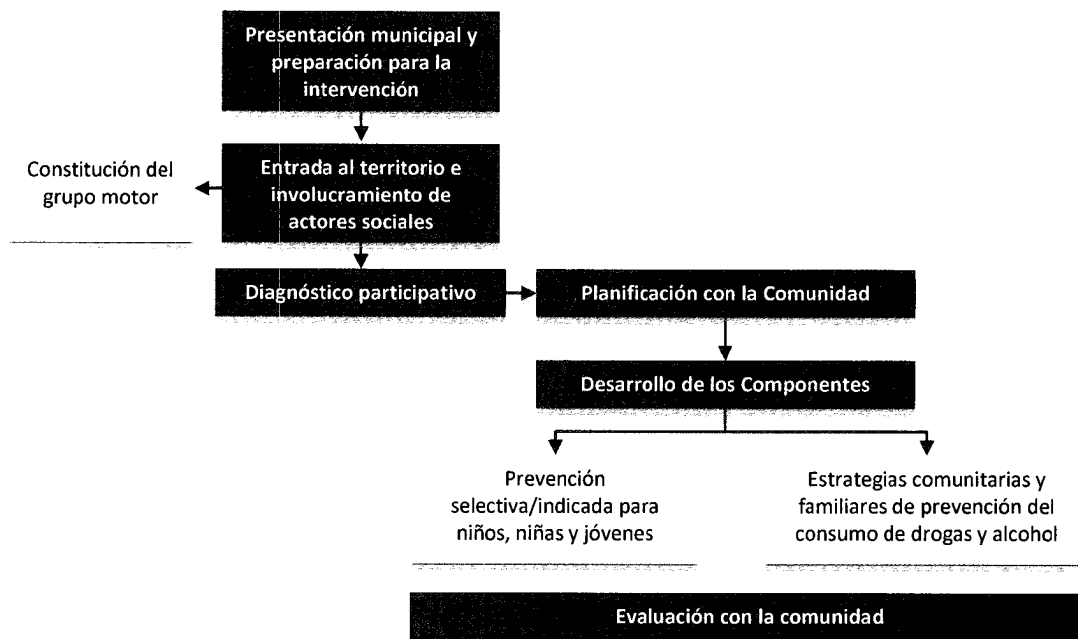 Presentación municipal y
preparación para la
intervención
Constitución del
grupo motor
Entrada al territorio e
involucramiento de
actores sociales
Diagnóstico participativo
Planificación con la Comunidad
Desarrollo de los Componentes
Prevención
selectiva/indicada para
niños, niñas y jóvenes
Estrategias comunitarias y
familiares de prevención del
consumo de drogas y alcohol
Evaluación con la comunidad